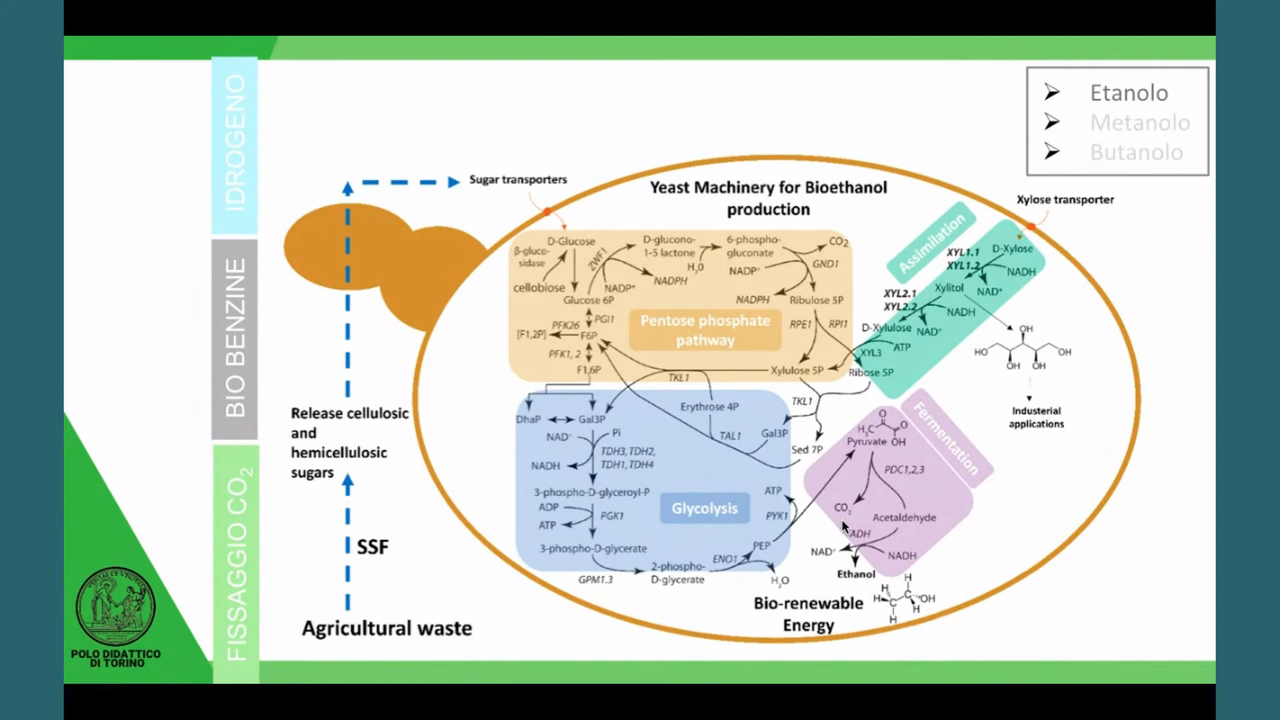 IDROGENO
BIO BENZINE
FISSAGGIO CO2
POLO DIDATTICO
DI TORINO
Etanolo
Metanolo
Butanolo
Agricultural waste
SSF
Release cellulosic
and
hemicellulosic
sugars
Sugar transporters
Yeast Machinery for Bioethanol
production
Xylose transporter
D-Glucose
β-gluco-
sidase
cellobiose
Glucose 6P
ZWF1
NADP+
NADPH
D-glucono-
1-5 lactone
H2O
6-phospho-
gluconate
NADP+
NADPH
CO2
GND1
Ribulose 5P
RPE1
RPI1
Pentose phosphate
pathway
PGI1
PFK26
[F1,2P]
F6P
PFK1, 2
F1,6P
TKL1
Xylulose 5P
Ribose 5P
Assimilation
D-Xylose
XYL1.1
XYL1.2
NADH
NAD+
Xylitol
XYL2.1
XYL2.2
NADH
NAD+
D-Xylulose
ATP
XYL3
OH
HO
OH
OH
OH
Industerial
applications
DhaP
Gal3P
NAD+
Pi
NADH
TDH3, TDH2,
TDH1, TDH4
3-phospho-D-glyceroyl-P
ADP
ATP
PGK1
3-phospho-D-glycerate
GPM1.3
2-phospho-
D-glycerate
ENO1
PEP
H2O
PYK1
ATP
Glycolysis
Erythrose 4P
TAL1
Gal3P
TKL1
Sed 7P
Fermentation
O
H3C
O
OH
Pyruvate
PDC1,2,3
CO2
Acetaldehyde
NADH
NAD+
Ethanol
H
H
H
H
OH
Bio-renewable
Energy